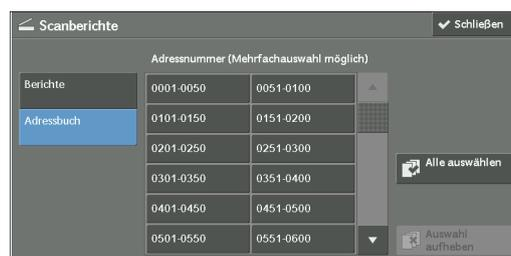 Scanberichte
Schließen
Adressnummer (Mehrfachauswahl möglich)
Berichte
Adressbuch
0001-0050 0051-0100
0101-0150 0151-0200
0201-0250 0251-0300
0301-0350 0351-0400
0401-0450 0451-0500
0501-0550 0551-0600
Alle auswählen
Auswahl
aufheben